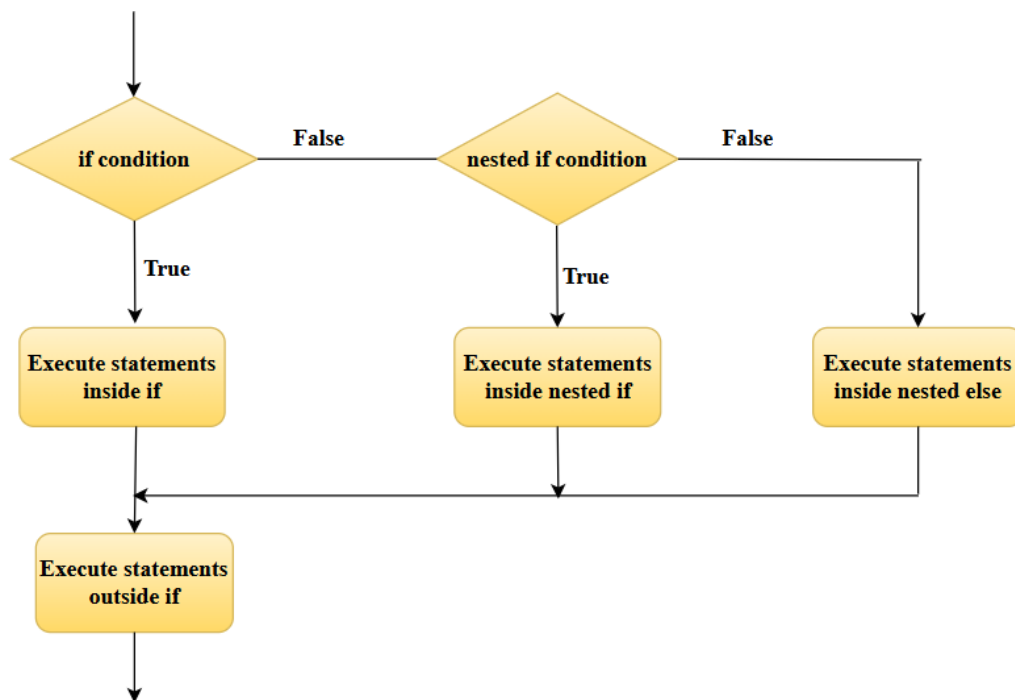 False
False
if condition
nested if condition
True
True
Execute statements
inside if
Execute statements
inside nested if
Execute statements
inside nested else
Execute statements
outside if